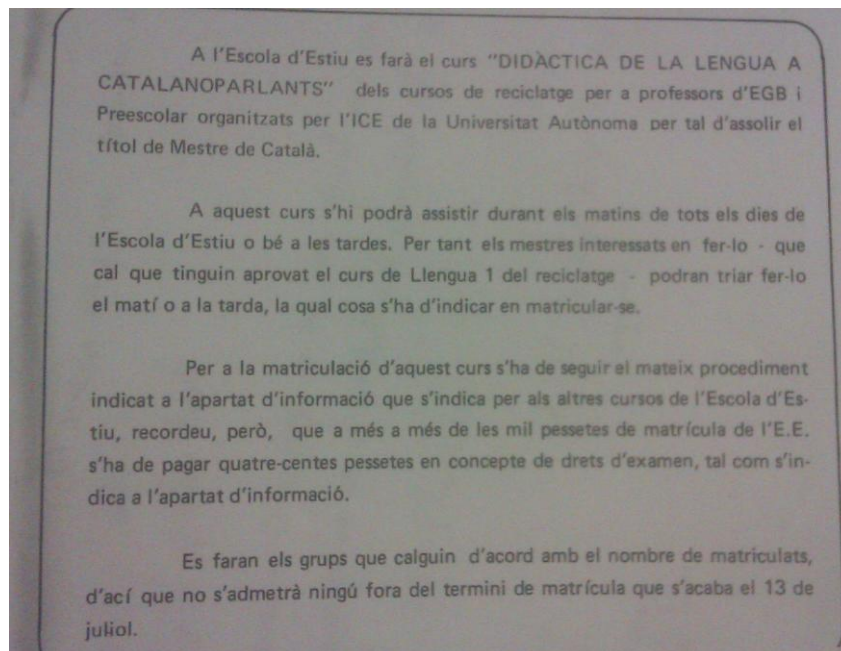 A l'Escola d'Estiu es farà el curs "DIDÀCTICA DE LA LENGUA A
CATALANOPARLANTS" dels cursos de reciclatge per a professors d'EGB i
Preescolar organitzats per l'ICE de la Universitat Autònoma per tal d'assolir el
títol de Mestre de Català.
A aquest curs s'hi podrà assistir durant els matins de tots els dies de
l'Escola d'Estiu o bé a les tardes. Per tant els mestres interessats en fer-lo - que
cal que tinguin aprovat el curs de Llengua 1 del reciclatge - podran triar fer-lo
el matí o a la tarda, la qual cosa s'ha d'indicar en matricular-se.
Per a la matriculació d'aquest curs s'ha de seguir el mateix procediment
indicat a l'apartat d'informació que s'indica per als altres cursos de l'Escola d'Es-
tiu, recordeu, però, que a més a més de les mil pessetes de matrícula de l'E.E.
s'ha de pagar quatre-centes pessetes en concepte de drets d'examen, tal com s'in-
dica a l'apartat d'informació.
Es faran els grups que calguin d'acord amb el nombre de matriculats,
d'ací que no s'admetrà ningú fora del termini de matrícula que s'acaba el 13 de
juliol.